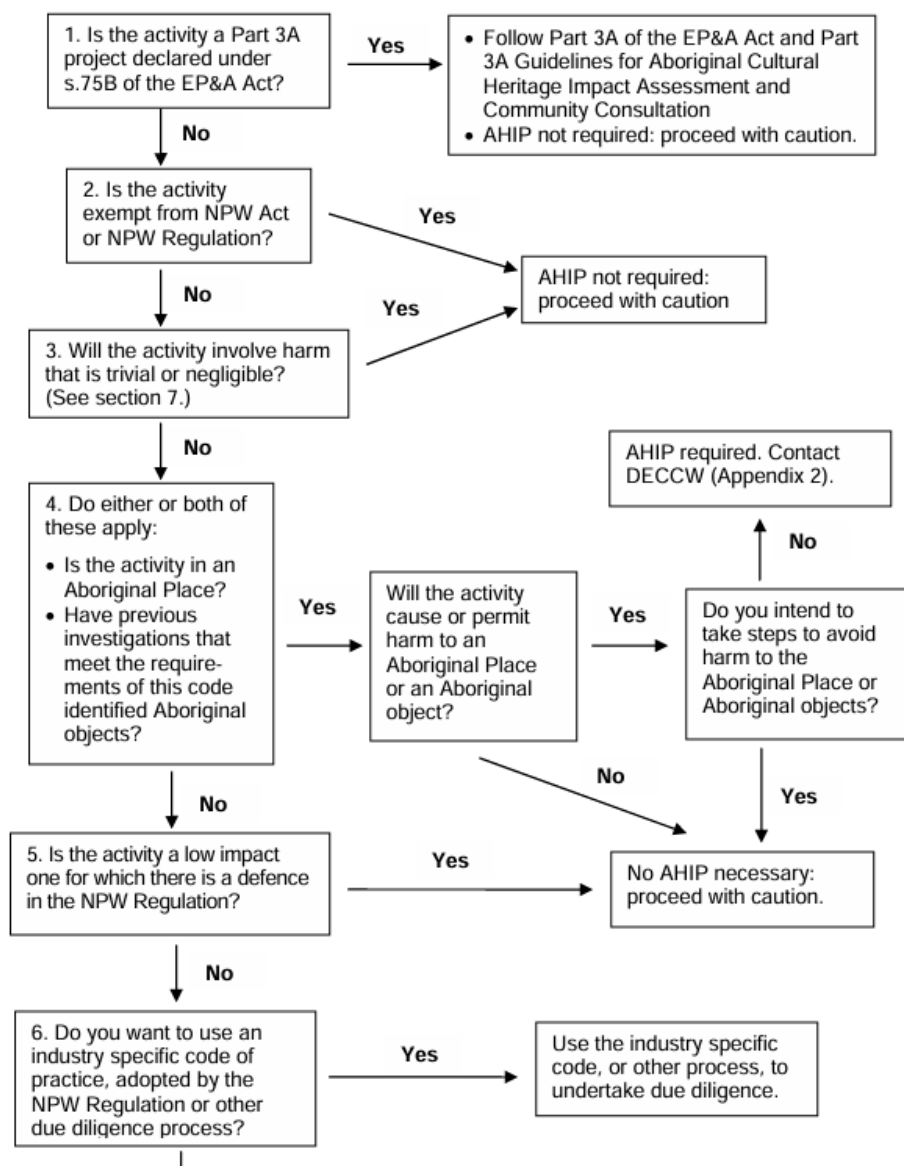 1. Is the activity a Part 3A
project declared under
s.75B of the EP&A Act?
Yes
• Follow Part 3A of the EP&A Act and Part
3A Guidelines for Aboriginal Cultural
Heritage Impact Assessment and
Community Consultation
• AHIP not required: proceed with caution.
No
2. Is the activity
exempt from NPW Act
or NPW Regulation?
Yes
AHIP not required:
proceed with caution
No
3. Will the activity involve harm
that is trivial or negligible?
(See section 7.)
Yes
No
4. Do either or both of
these apply:
• Is the activity in an
Aboriginal Place?
• Have previous
investigations that
meet the require-
ments of this code
identified Aboriginal
objects?
Yes
Will the activity
cause or permit
harm to an
Aboriginal Place
or an Aboriginal
object?
Yes
Do you intend to
take steps to avoid
harm to the
Aboriginal Place or
Aboriginal objects?
No
AHIP required. Contact
DECCW (Appendix 2).
No
Yes
No AHIP necessary:
proceed with caution.
No
5. Is the activity a low impact
one for which there is a defence
in the NPW Regulation?
Yes
No
6. Do you want to use an
industry specific code of
practice, adopted by the
NPW Regulation or other
due diligence process?
Yes
Use the industry specific
code, or other process, to
undertake due diligence.